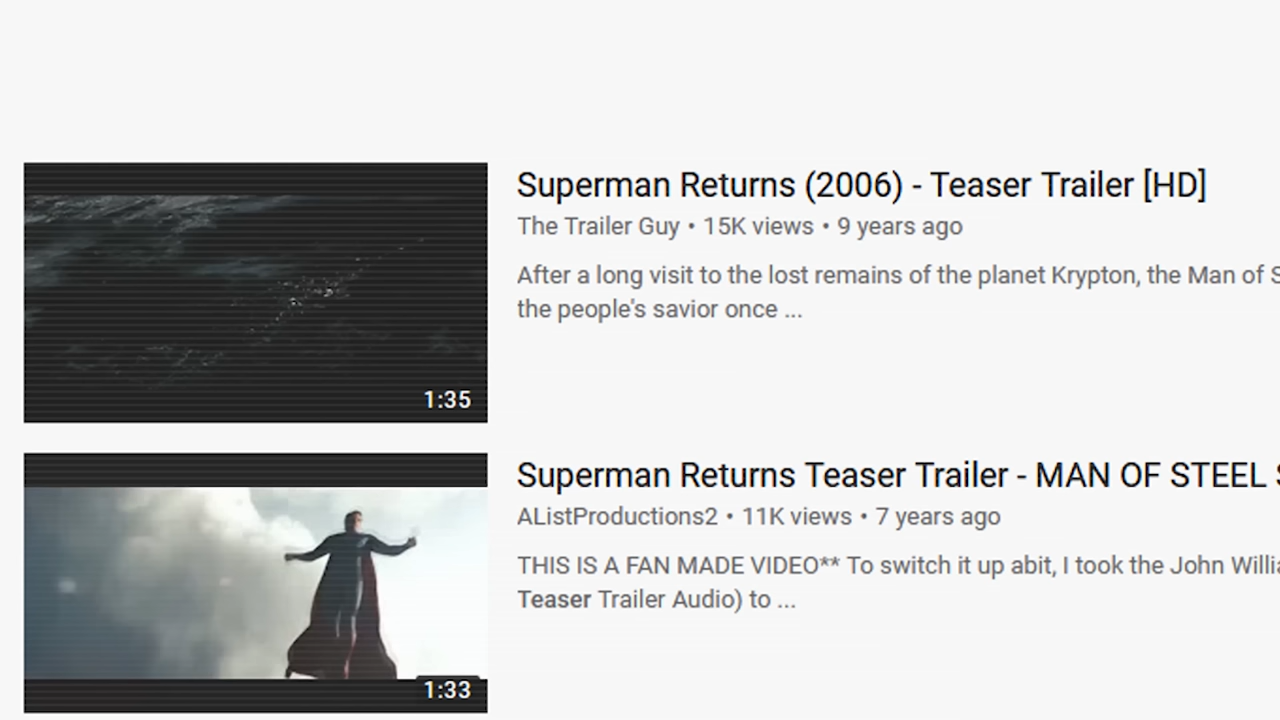 Superman Returns (2006) - Teaser Trailer [HD]
The Trailer Guy • 15K views • 9 years ago
After a long visit to the lost remains of the planet Krypton, the Man of S
the people's savior once ...
1:35
Superman Returns Teaser Trailer - MAN OF STEEL S
AListProductions2 • 11K views • 7 years ago
THIS IS A FAN MADE VIDEO** To switch it up abit, I took the John Willia
Teaser Trailer Audio) to ...
1:33